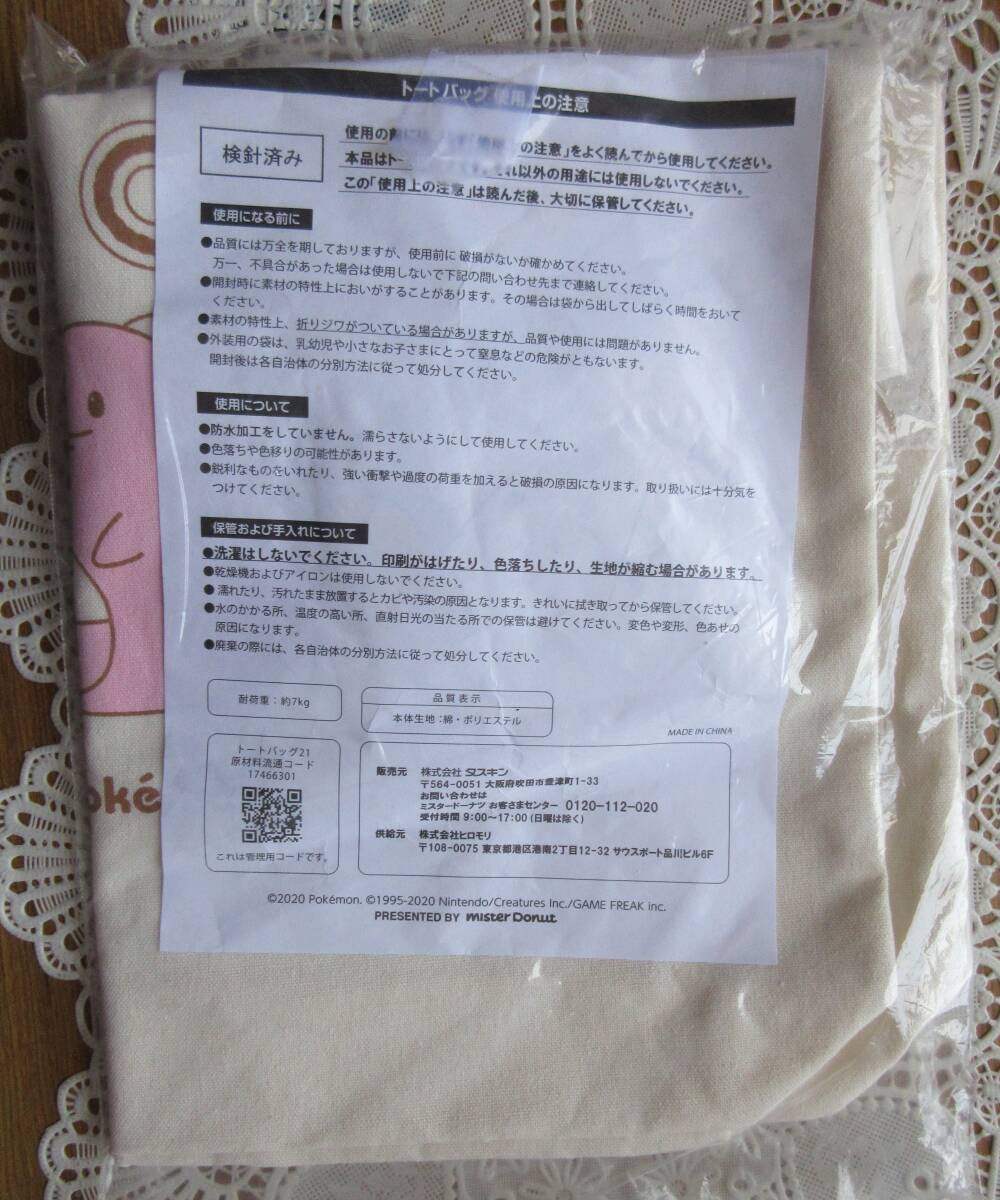 トートバッグ 使用上の注意
検針済み
使用の の注意」をよく読んでから使用してください。
本品はト れ以外の用途には使用しないでください。
この「使用上の注意」は読んだ後、大切に保管してください。
使用になる前に
●品質には万全を期しておりますが、使用前に 破損がないか確かめてください。
万一、不具合があった場合は使用しないで下記の問い合わせ先まで連絡してください。
●開封時に素材の特性上においがすることがあります。その場合は袋から出してしばらく時間をおいて
ください。
●素材の特性上、折りジワがついている場合がありますが、品質や使用には問題がありません。
●外装用の袋は、乳幼児や小さなお子さまにとって窒息などの危険がともないます。
開封後は各自治体の分別方法に従って処分してください。
使用について
●防水加工をしていません。濡らさないようにして使用してください。
●色落ちや色移りの可能性があります。
●鋭利なものをいれたり、強い衝撃や過度の荷重を加えると破損の原因になります。取り扱いには十分気を
つけてください。
保管および手入れについて
●洗濯はしないでください。印刷がはげたり、色落ちしたり、生地が縮む場合があります。
●乾燥機およびアイロンは使用しないでください。
●濡れたり、汚れたまま放置するとカビや汚染の原因となります。きれいに拭き取ってから保管してください。
●水のかかる所、温度の高い所、直射日光の当たる所での保管は避けてください。変色や変形、色あせの
原因になります。
●廃棄の際には、各自治体の分別方法に従って処分してください。
耐荷重：約7kg
品質表示
本体生地：綿・ポリエステル
MADE IN CHINA
トートバッグ21
原材料流通コード
17466301
これは管理用コードです。
販売元 株式会社 ダスキン
〒564-0051 大阪府吹田市豊津町1-33
お問い合わせは
ミスタードーナツ お客さまセンター 0120-112-020
受付時間 9:00〜17:00 (日曜は除く)
供給元 株式会社ヒロモリ
〒108-0075 東京都港区港南2丁目12-32 サウスポート品川ビル6F
©2020 Pokémon. ©1995-2020 Nintendo/Creatures Inc./GAME FREAK inc.
PRESENTED BY mister Donut
oké